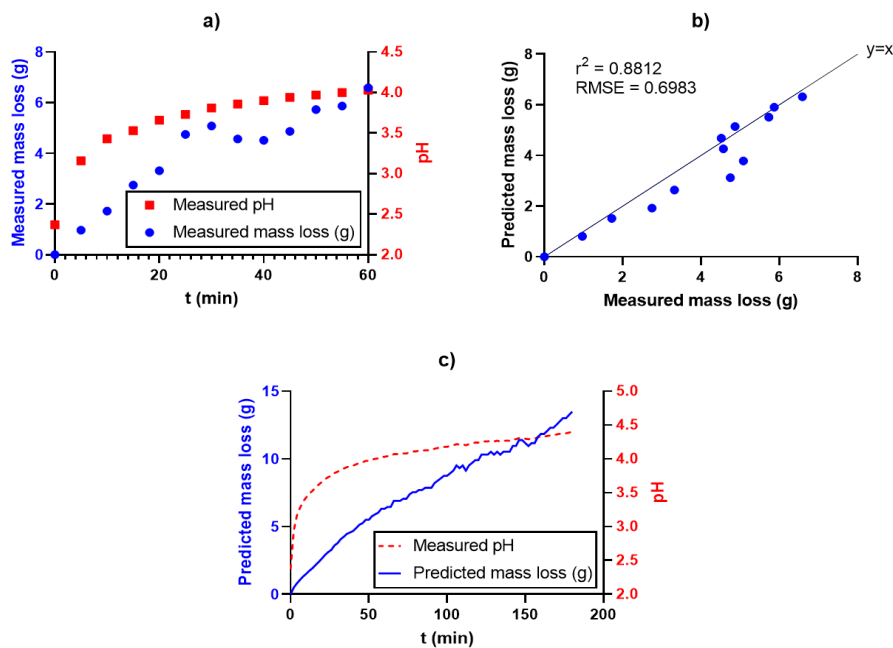 a)
Measured mass loss (g)
8
6
4
2
0
4.5
4.0
3.5
3.0
2.5
2.0
pH
Measured pH
Measured mass loss (g)
0
20
40
60
t (min)
b)
Predicted mass loss (g)
8
6
4
2
0
r² = 0.8812
RMSE = 0.6983
y=x
0
2
4
6
8
Measured mass loss (g)
c)
Predicted mass loss (g)
15
10
5
0
5.0
4.5
4.0
3.5
3.0
2.5
2.0
pH
Measured pH
Predicted mass loss (g)
0
50
100
150
200
t (min)